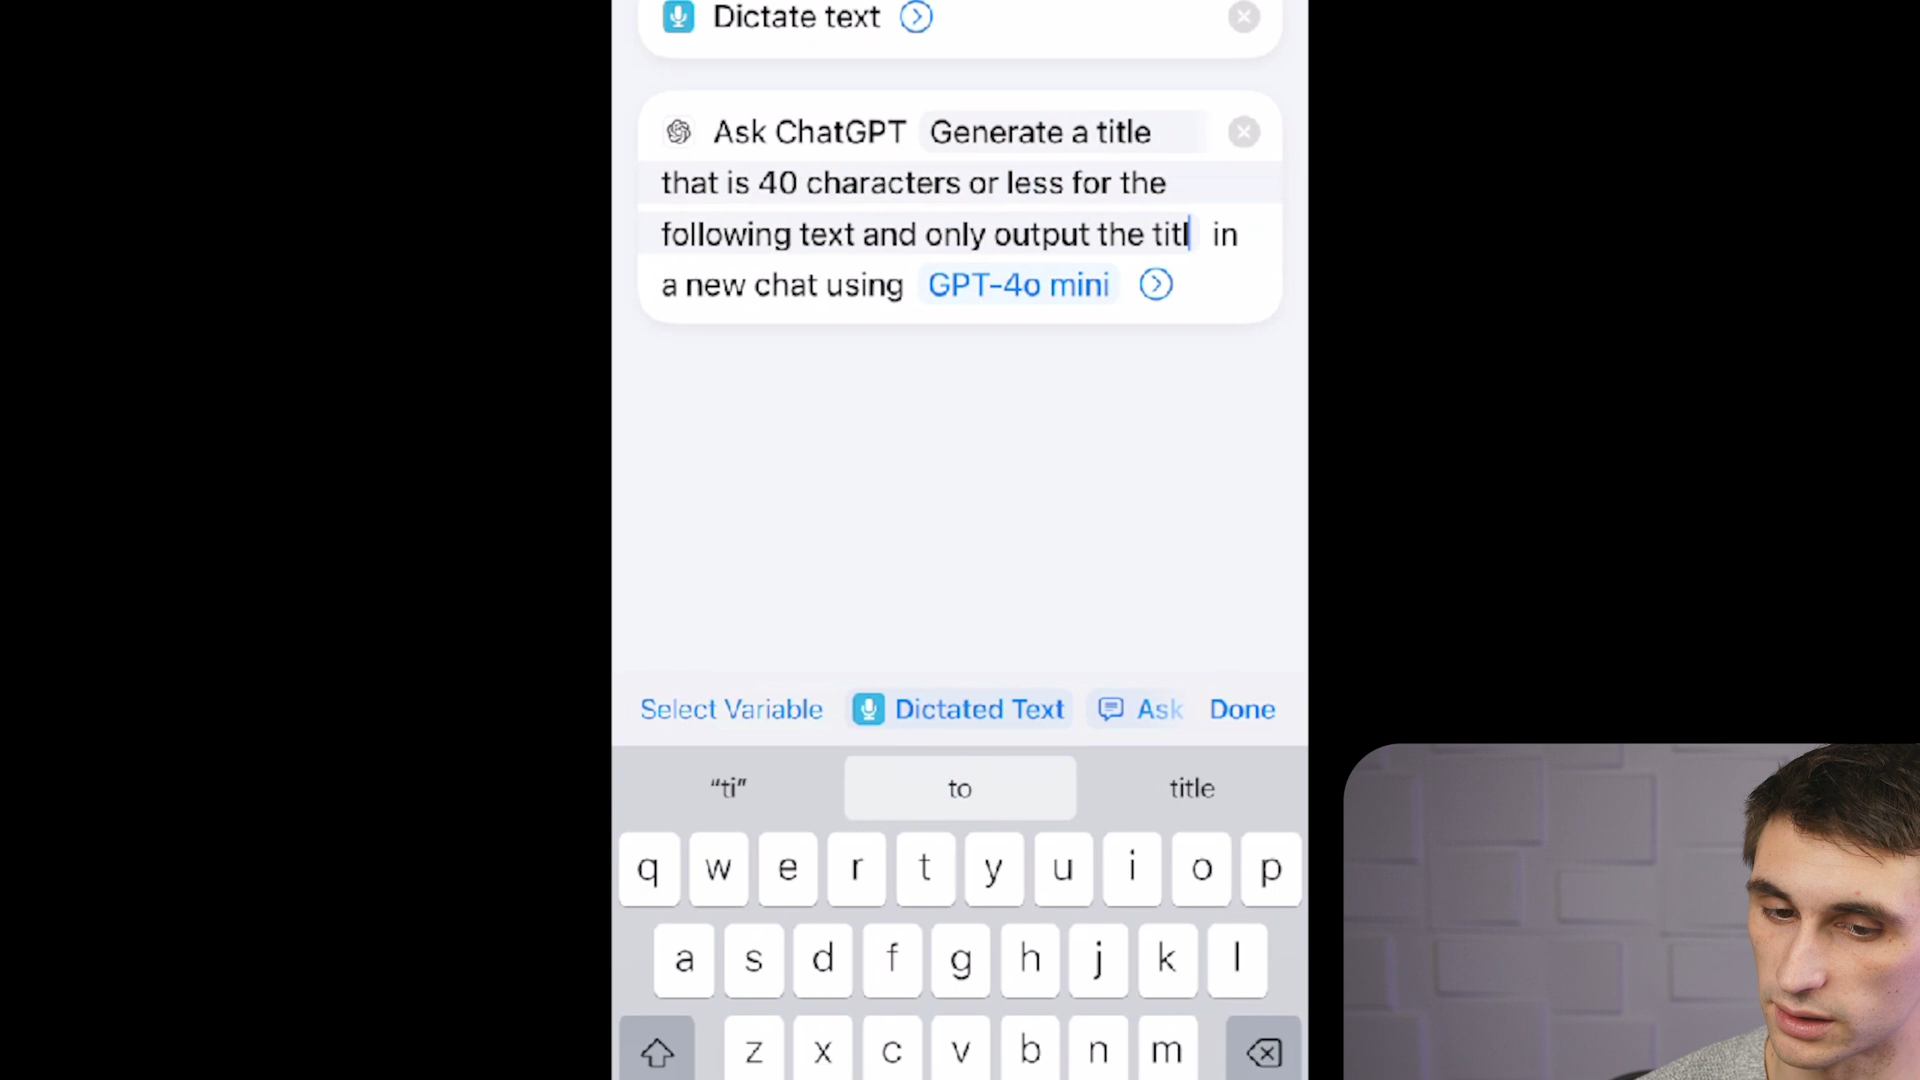 Dictate text
Ask ChatGPT Generate a title
that is 40 characters or less for the
following text and only output the titl in
a new chat using GPT-4o mini
Select Variable Dictated Text Ask Done
“ti” to title
q w e r t y u i o p
a s d f g h j k l
z x c v b n m